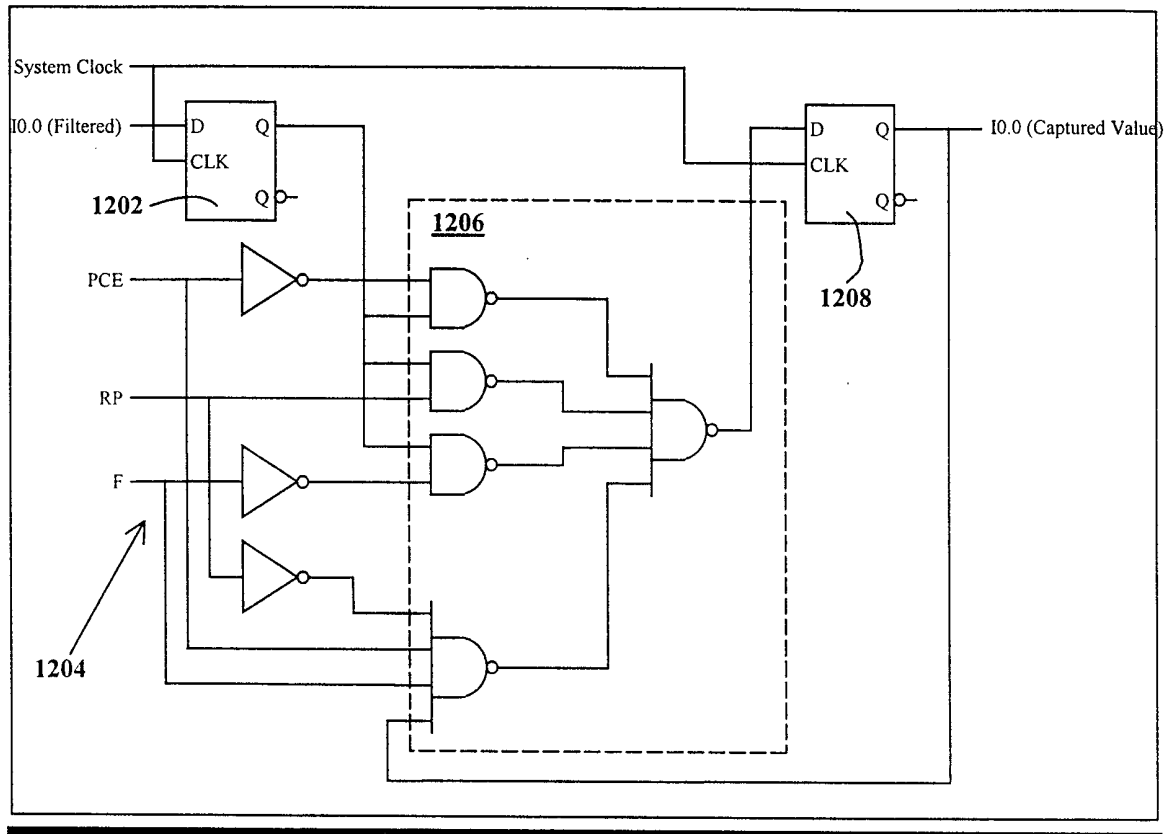 System Clock
I0.0 (Filtered)
D Q
CLK
Q
1202
D Q
CLK
Q
I0.0 (Captured Value)
1208
1206
PCE
RP
F
1204